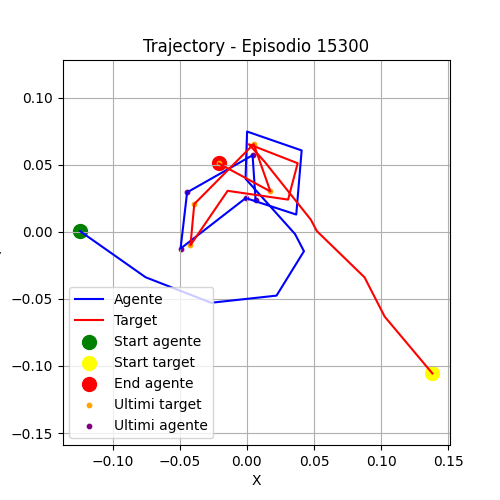 Trajectory - Episodio 15300
0.10
0.05
0.00
−0.05
−0.10
−0.15
Agente
Target
Start agente
Start target
End agente
Ultimi target
Ultimi agente
−0.10
−0.05
0.00
0.05
0.10
0.15
X